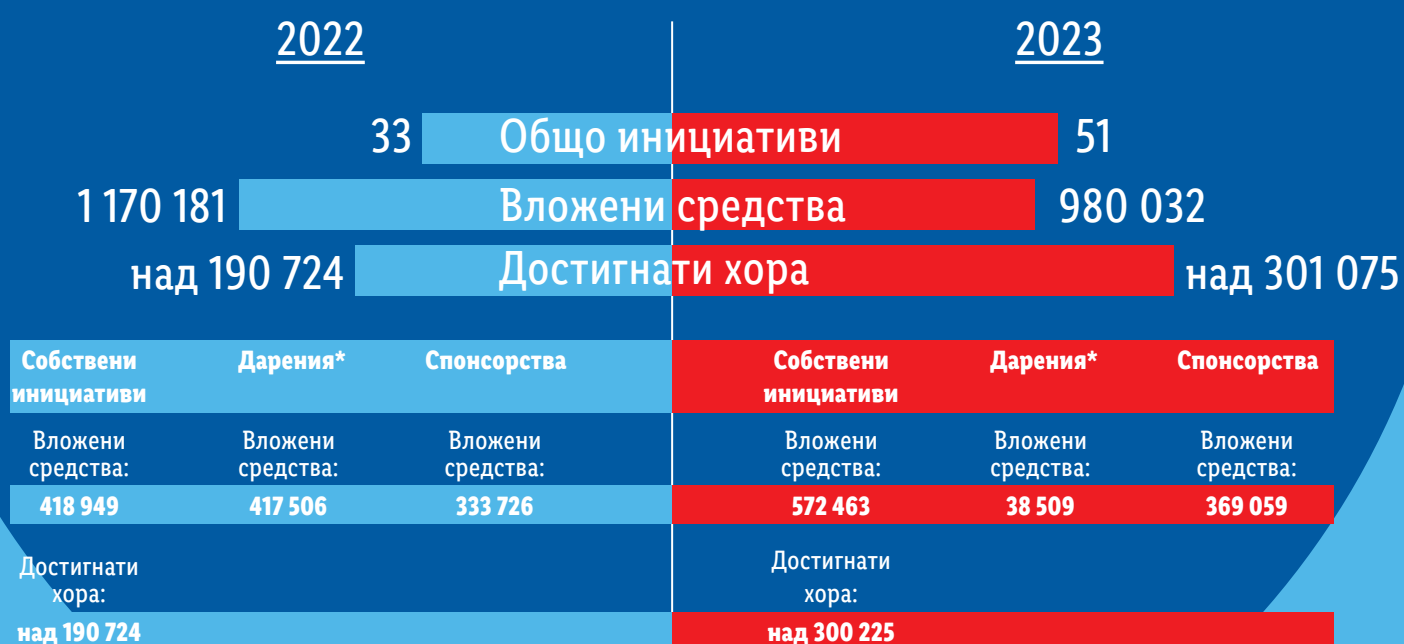 2022
2023
33 Общо инициативи 51
1 170 181 Вложени средства 980 032
над 190 724 Достигнати хора над 301 075
Собствени Дарения* Спонсорства Собствени Дарения* Спонсорства
инициативи инициативи
Вложени Вложени Вложени Вложени Вложени Вложени
средства: средства: средства: средства: средства: средства:
418 949 417 506 333 726 572 463 38 509 369 059
Достигнати Достигнати
хора: хора:
над 190 724 над 300 225